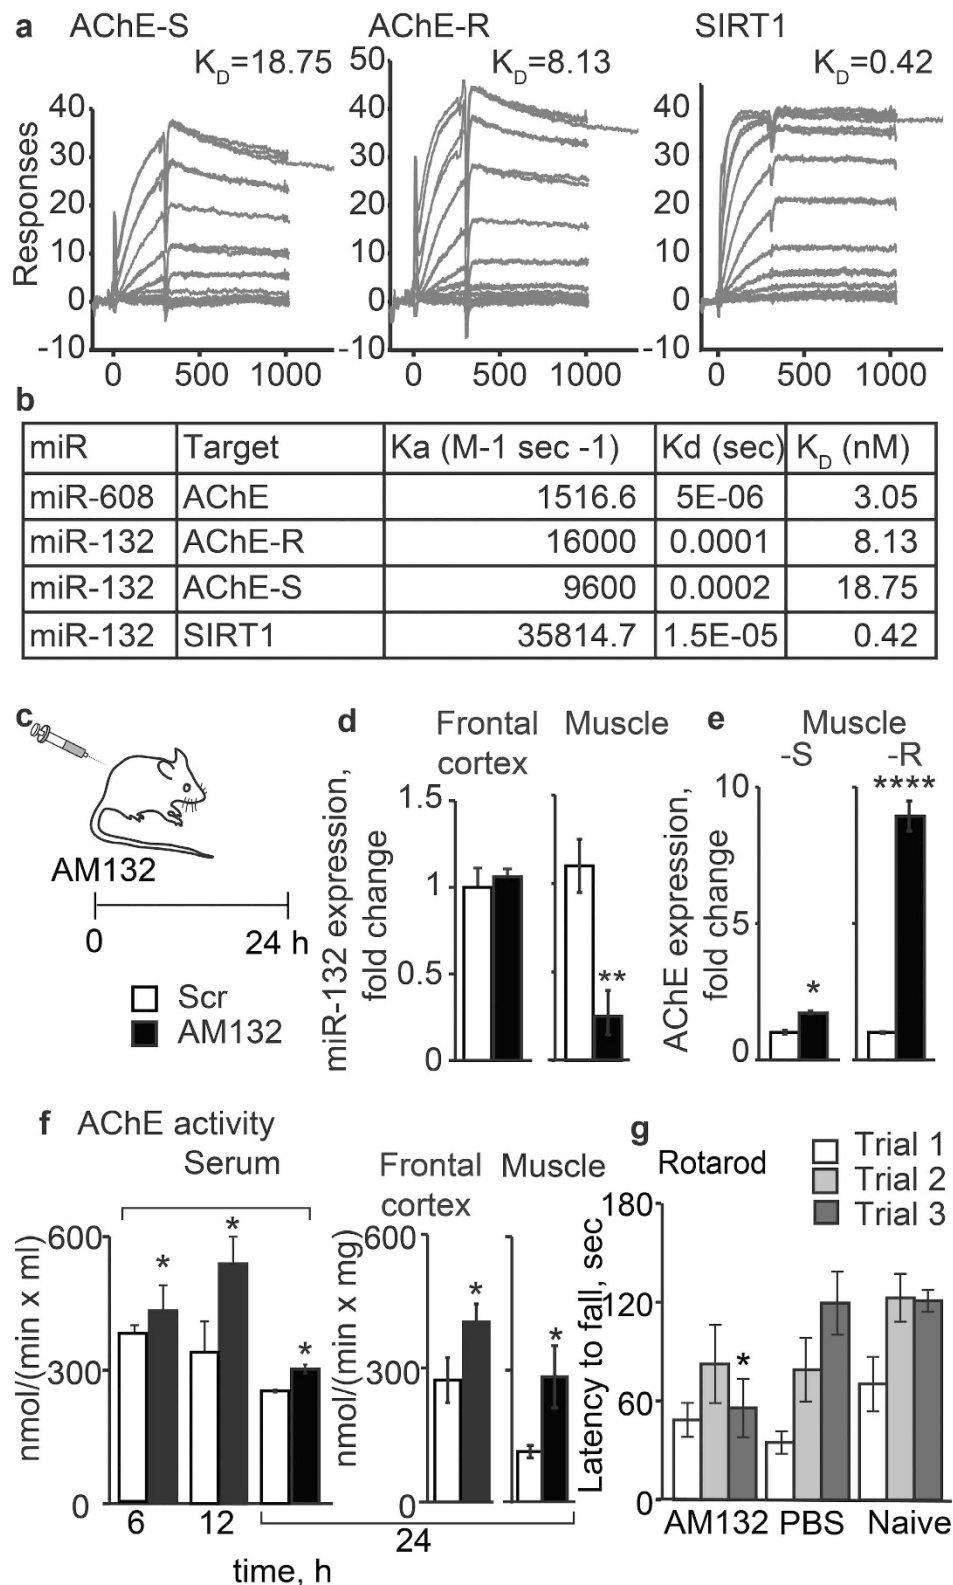 a AChE-S AChE-R SIRT1
K_D=18.75 K_D=8.13 K_D=0.42
Responses
40
30
20
10
0
-10
0 500 1000
50
40
30
20
10
0
-10
0 500 1000
40
30
20
10
0
-10
0 500 1000
b
miR Target Ka (M-1 sec -1) Kd (sec) K_D (nM)
miR-608 AChE 1516.6 5E-06 3.05
miR-132 AChE-R 16000 0.0001 8.13
miR-132 AChE-S 9600 0.0002 18.75
miR-132 SIRT1 35814.7 1.5E-05 0.42
c
AM132
0 24 h
Scr
AM132
d Frontal cortex Muscle
miR-132 expression,
fold change
1.5
1
0.5
0
**
e Muscle
-S -R
AChE expression,
fold change
10
5
0
*
****
f AChE activity
Serum
nmol/(min x ml)
600
300
0
* * *
6 12
Frontal
cortex
Muscle
nmol/(min x mg)
600
300
0
* *
24
time, h
g
Rotarod
Trial 1
Trial 2
Trial 3
Latency to fall, sec
180
120
60
0
*
AM132 PBS Naive